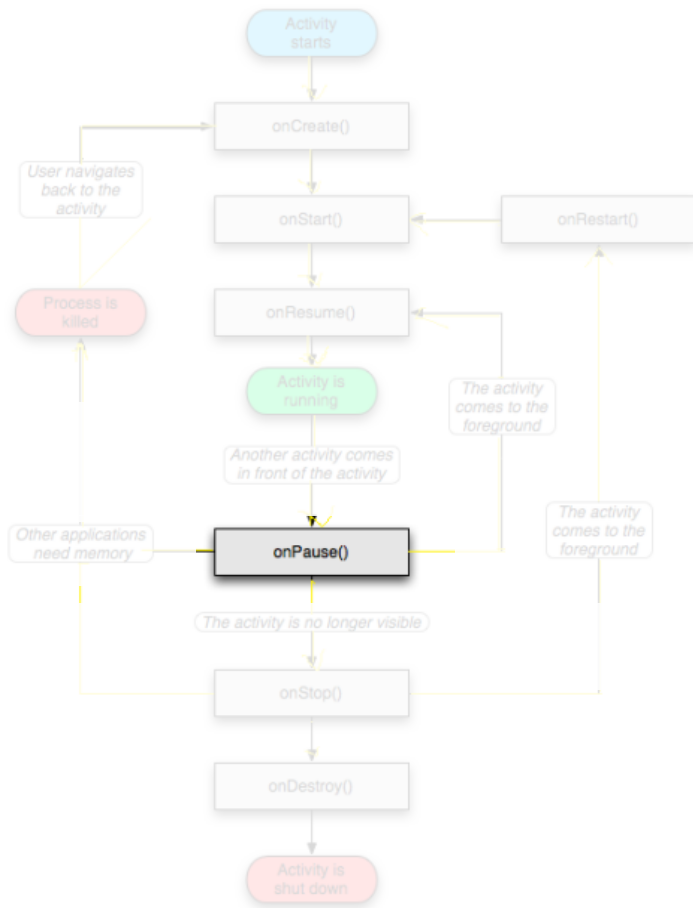 Activity
starts
onCreate()
User navigates
back to the
activity
onStart()
onRestart()
Process is
killed
onResume()
Activity is
running
The activity
comes to the
foreground
Another activity comes
in front of the activity
The activity
comes to the
foreground
Other applications
need memory
onPause()
The activity is no longer visible
onStop()
onDestroy()
Activity is
shut down